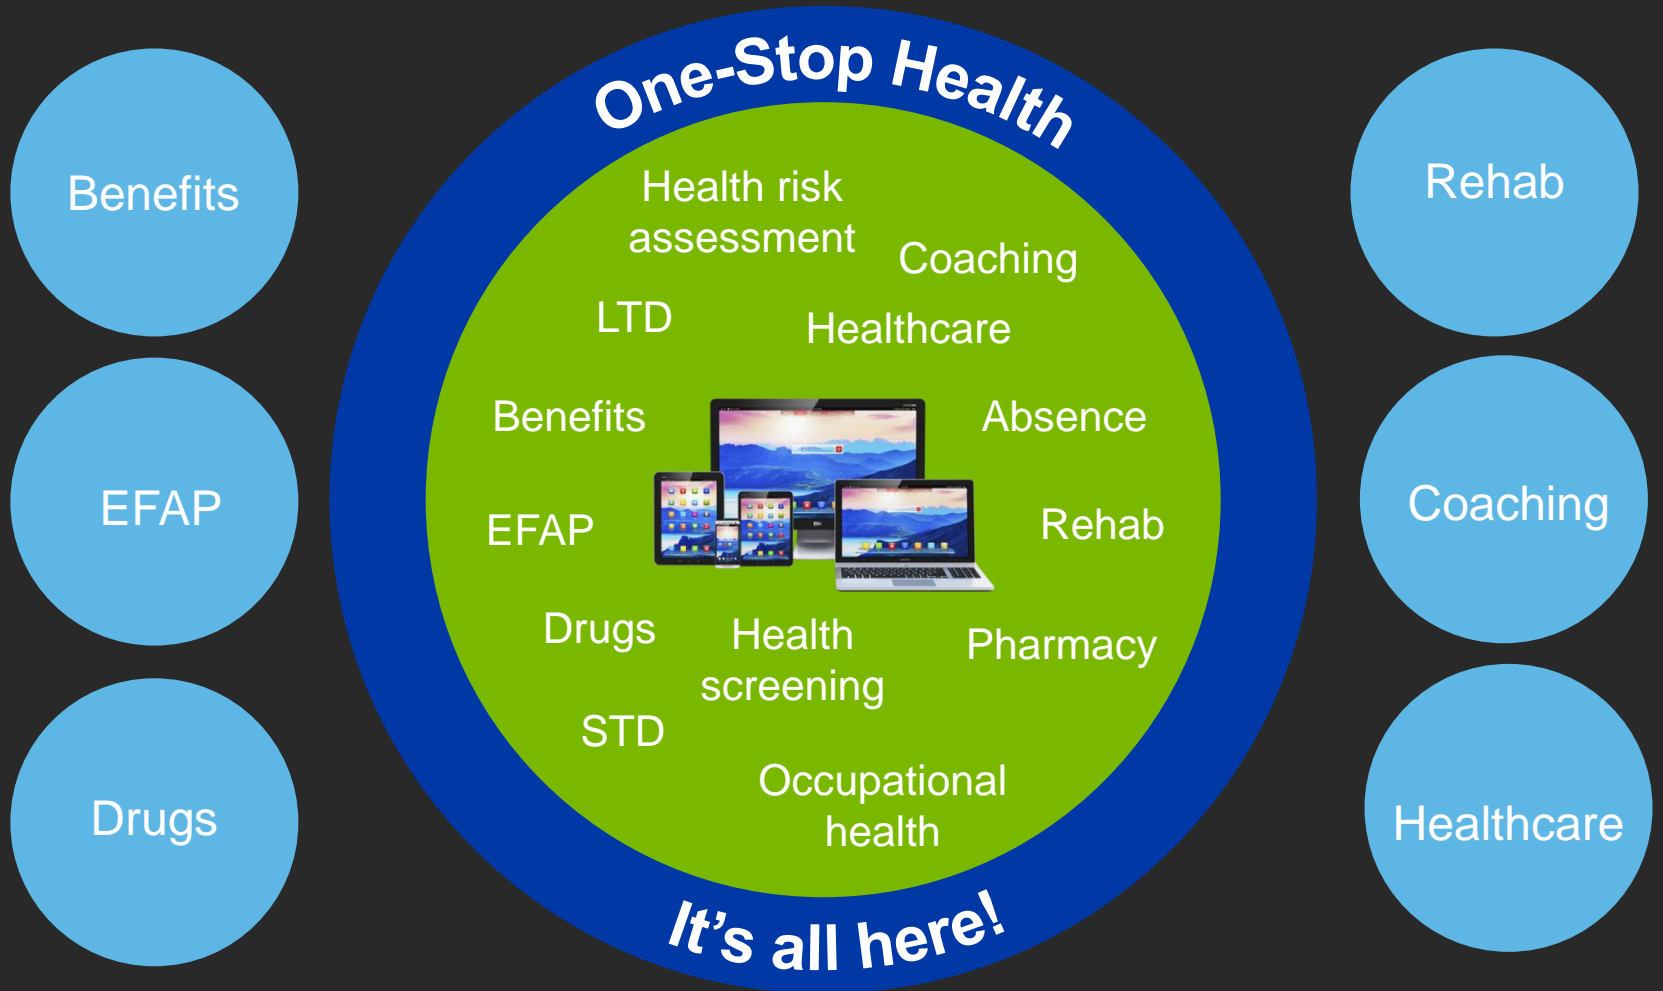 One-Stop Health
Benefits
EFAP
Drugs
Health risk
assessment
Coaching
LTD
Healthcare
Benefits
Absence
EFAP
Rehab
Drugs
Health
screening
Pharmacy
STD
Occupational
health
It’s all here!
Rehab
Coaching
Healthcare